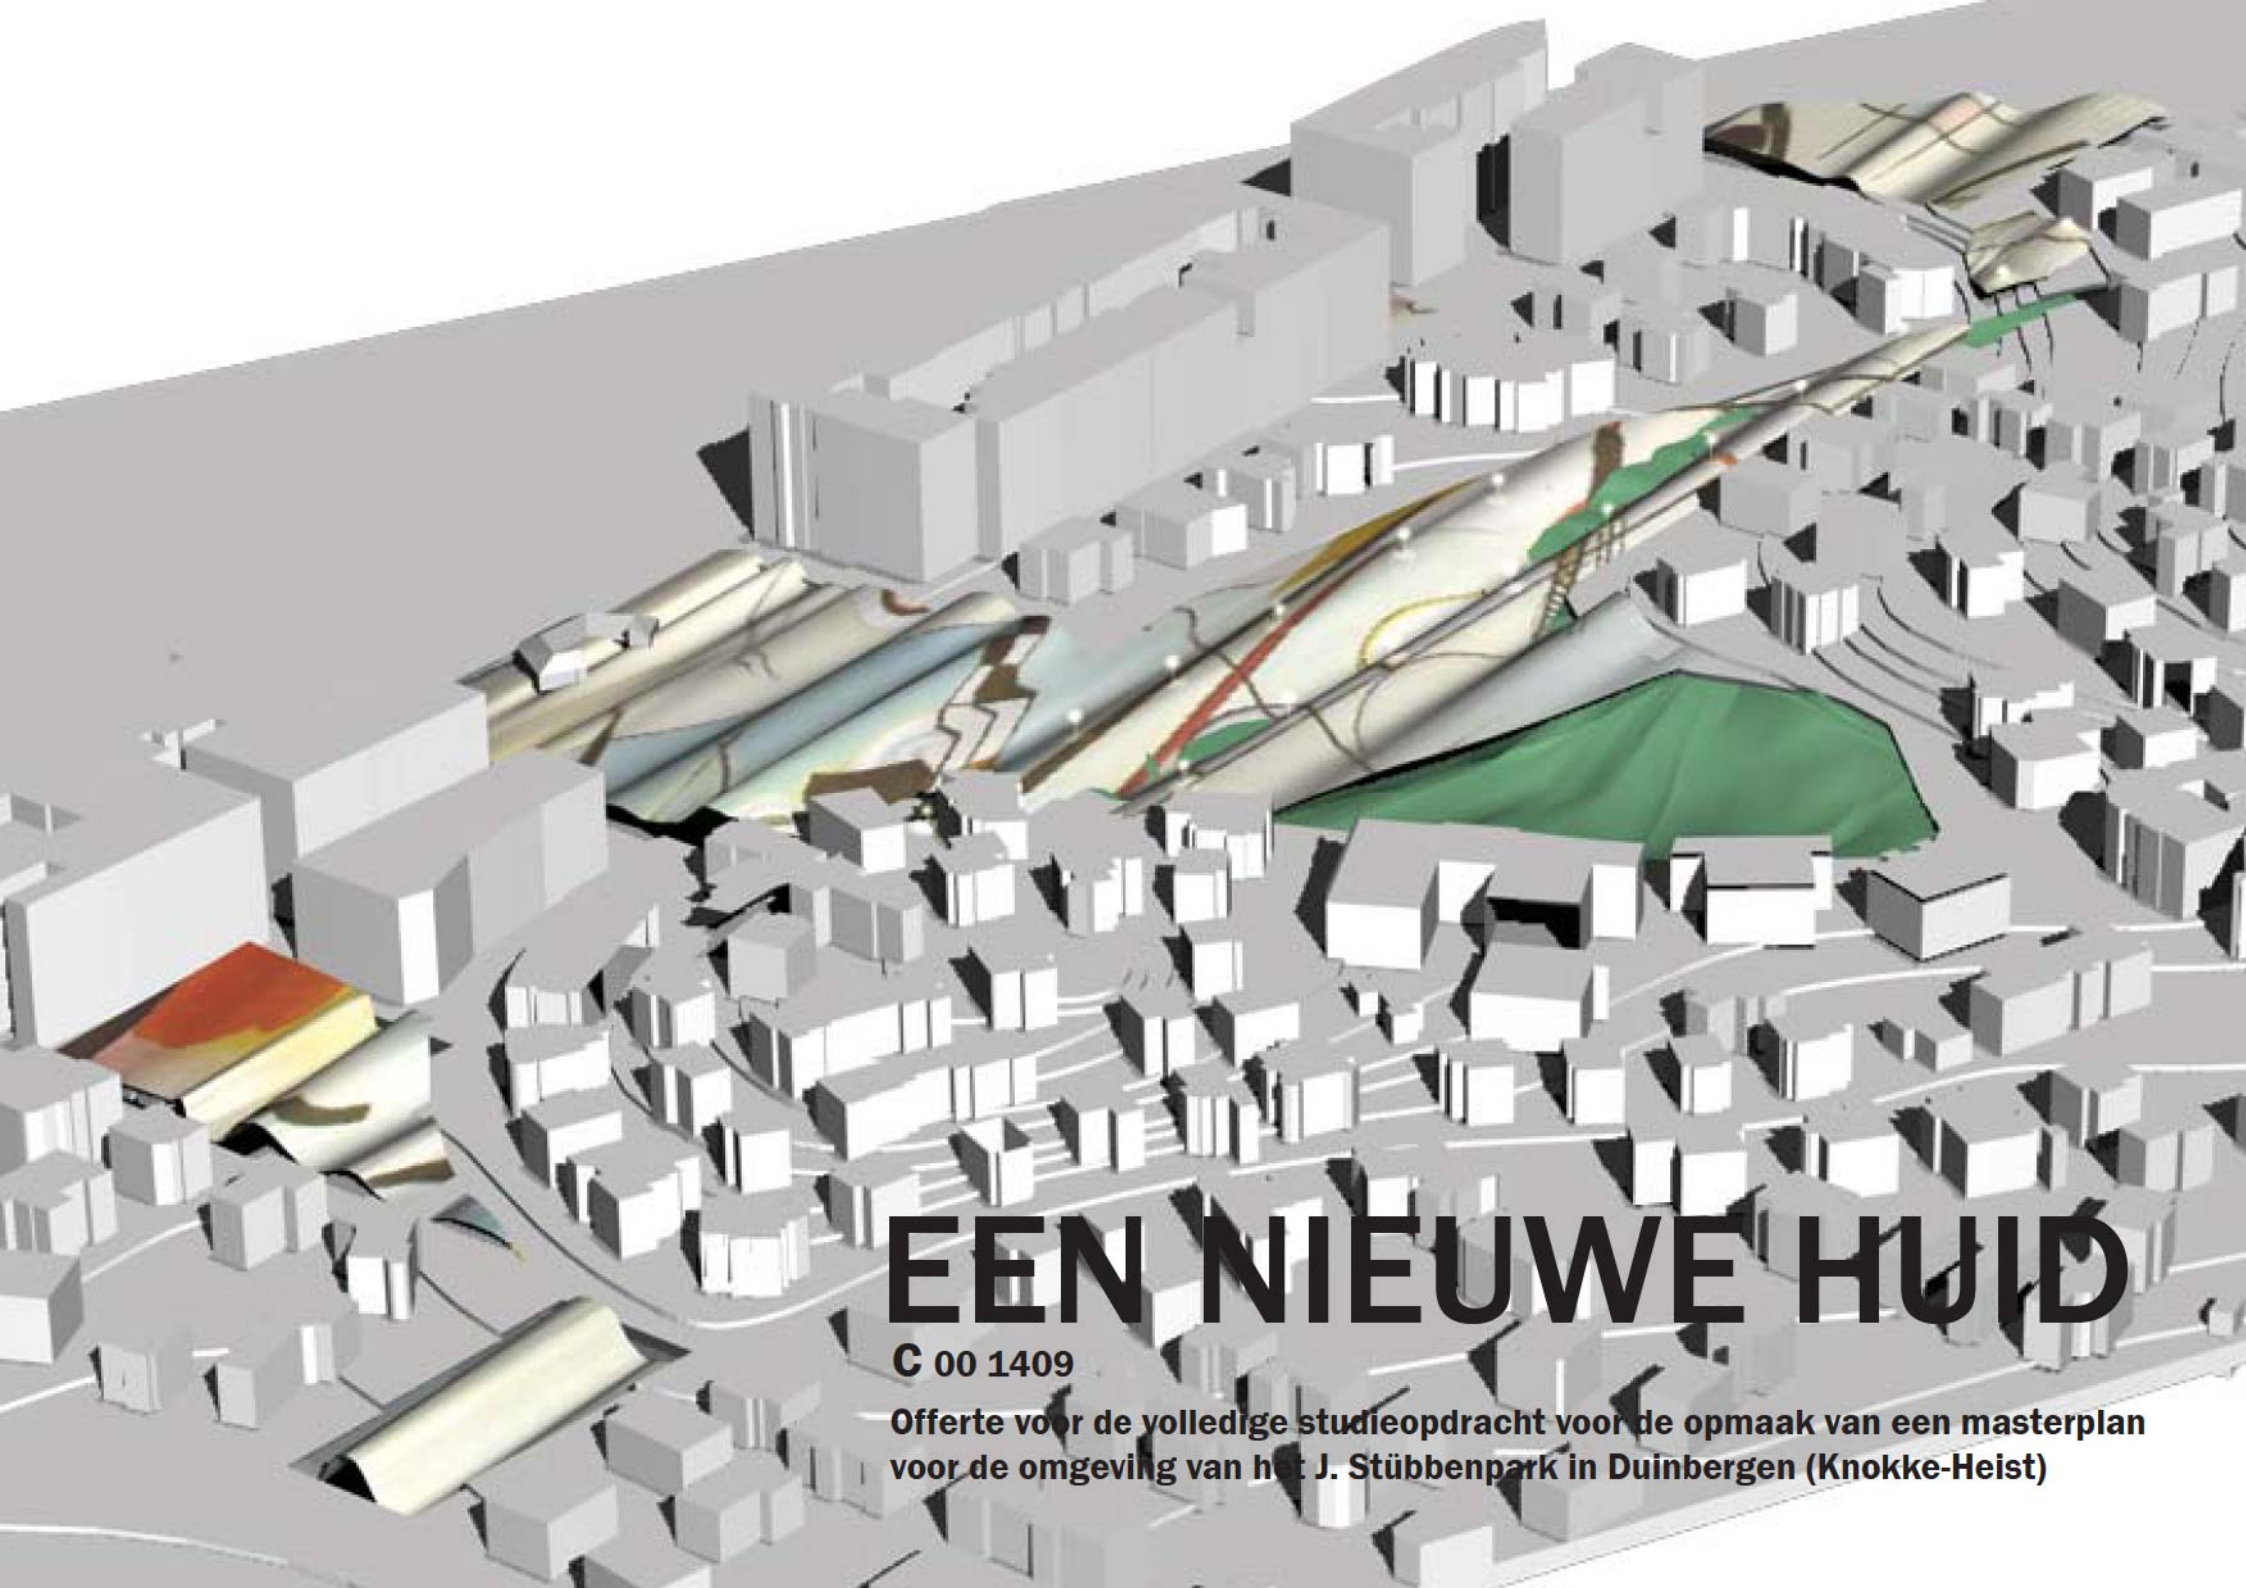 EEN NIEUWE HUID
C 00 1409
Offerte voor de volledige studieopdracht voor de opmaak van een masterplan
voor de omgeving van het J. Stübbenpark in Duinbergen (Knokke-Heist)